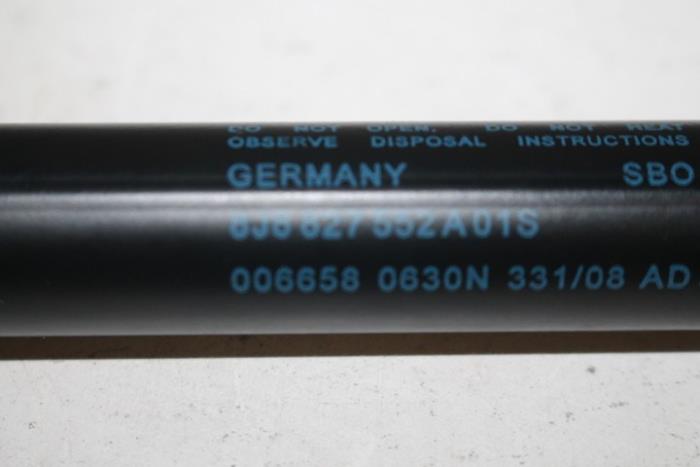 DO NOT OPEN, DO NOT HEAT
OBSERVE DISPOSAL INSTRUCTIONS
GERMANY SBO
8J8 827 552 A 01S
006658 0630N 331/08 AD